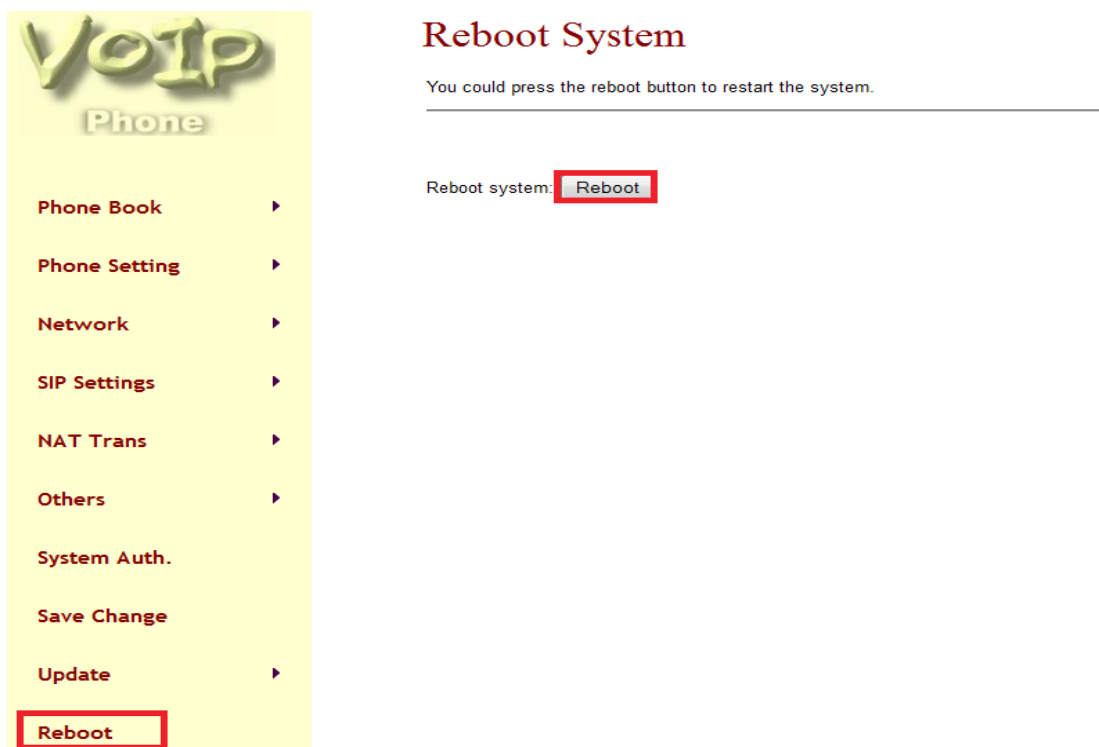 VOIP
Phone
Phone Book
Phone Setting
Network
SIP Settings
NAT Trans
Others
System Auth.
Save Change
Update
Reboot
Reboot System
You could press the reboot button to restart the system.
Reboot system: Reboot